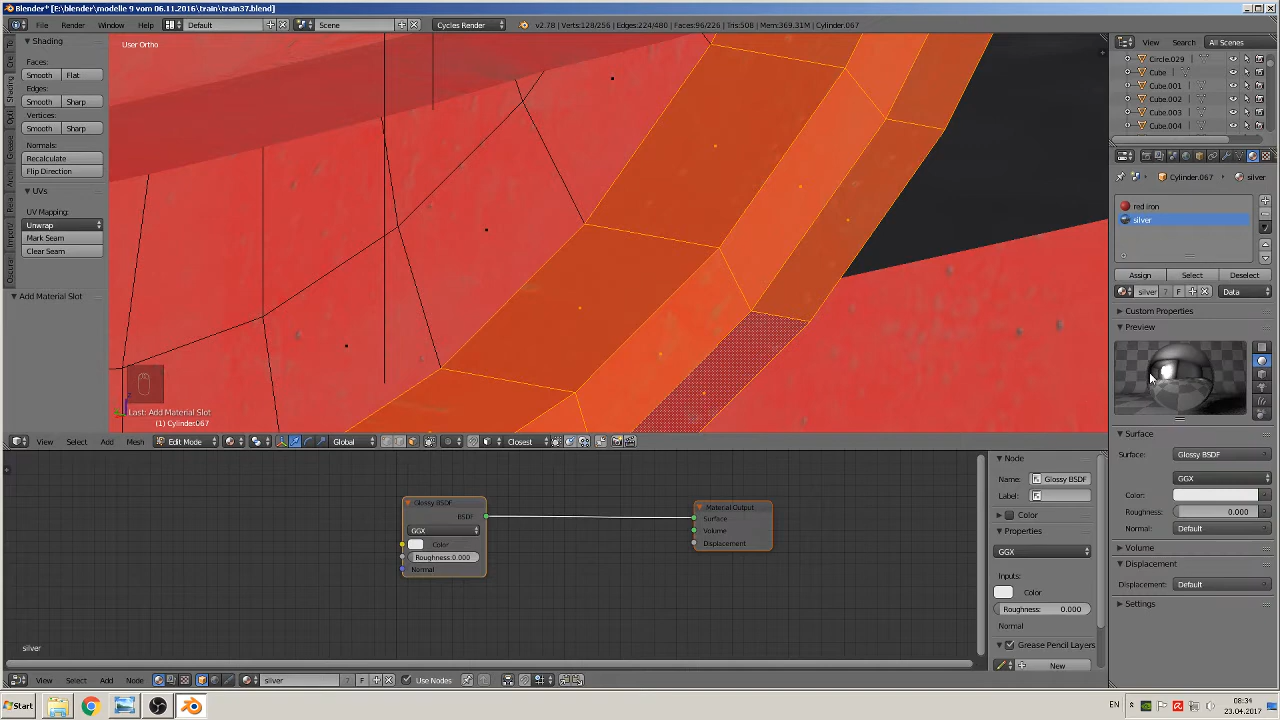 Blender* [E:\blender\modelle 9 vom 06.11.2016\train\train37.blend]
File Render Window Help Default Scene Cycles Render v2.78 | Verts:128/256 | Edges:224/480 | Faces:96/226 | Tris:508 | Mem:369.31M | Cylinder.067
View Search All Scenes
Shading
User Ortho
Faces:
Smooth Flat
Edges:
Smooth Sharp
Vertices:
Smooth Sharp
Normals:
Recalculate
Flip Direction
UVs
UV Mapping:
Unwrap
Mark Seam
Clear Seam
Add Material Slot
Shading
Circle.029
Cube
Cube.001
Cube.002
Cube.003
Cube.004
Cylinder.067 silver
red iron
silver
Assign Select Deselect
silver 7 F Data
Custom Properties
Preview
Last: Add Material Slot
(1) Cylinder.067
View Add Select Mesh Edit Mode Global Closest
Surface
Surface: Glossy BSDF
GGX
Color:
Roughness: 0.000
Normal: Default
Volume
Displacement
Displacement: Default
Settings
Glossy BSDF
BSDF
GGX
Color
Roughness:0.000
Normal
Material Output
Surface
Volume
Displacement
silver
Node
Name: Glossy BSDF
Label:
Color
Properties
GGX
Inputs:
Color
Roughness: 0.000
Normal
Grease Pencil Layers
New
View Select Add Node silver 7 F Use Nodes
Start
EN
08:34
23.04.2017